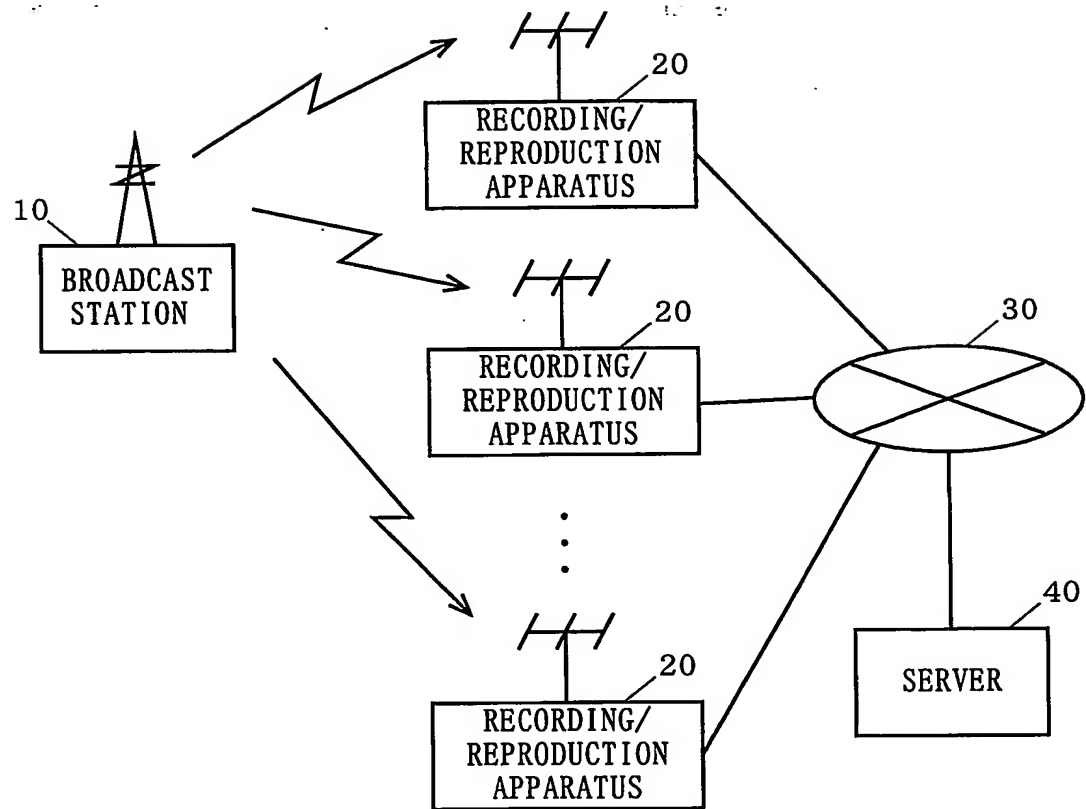 20
RECORDING/
REPRODUCTION
APPARATUS
10
BROADCAST
STATION
20
RECORDING/
REPRODUCTION
APPARATUS
30
20
RECORDING/
REPRODUCTION
APPARATUS
40
SERVER